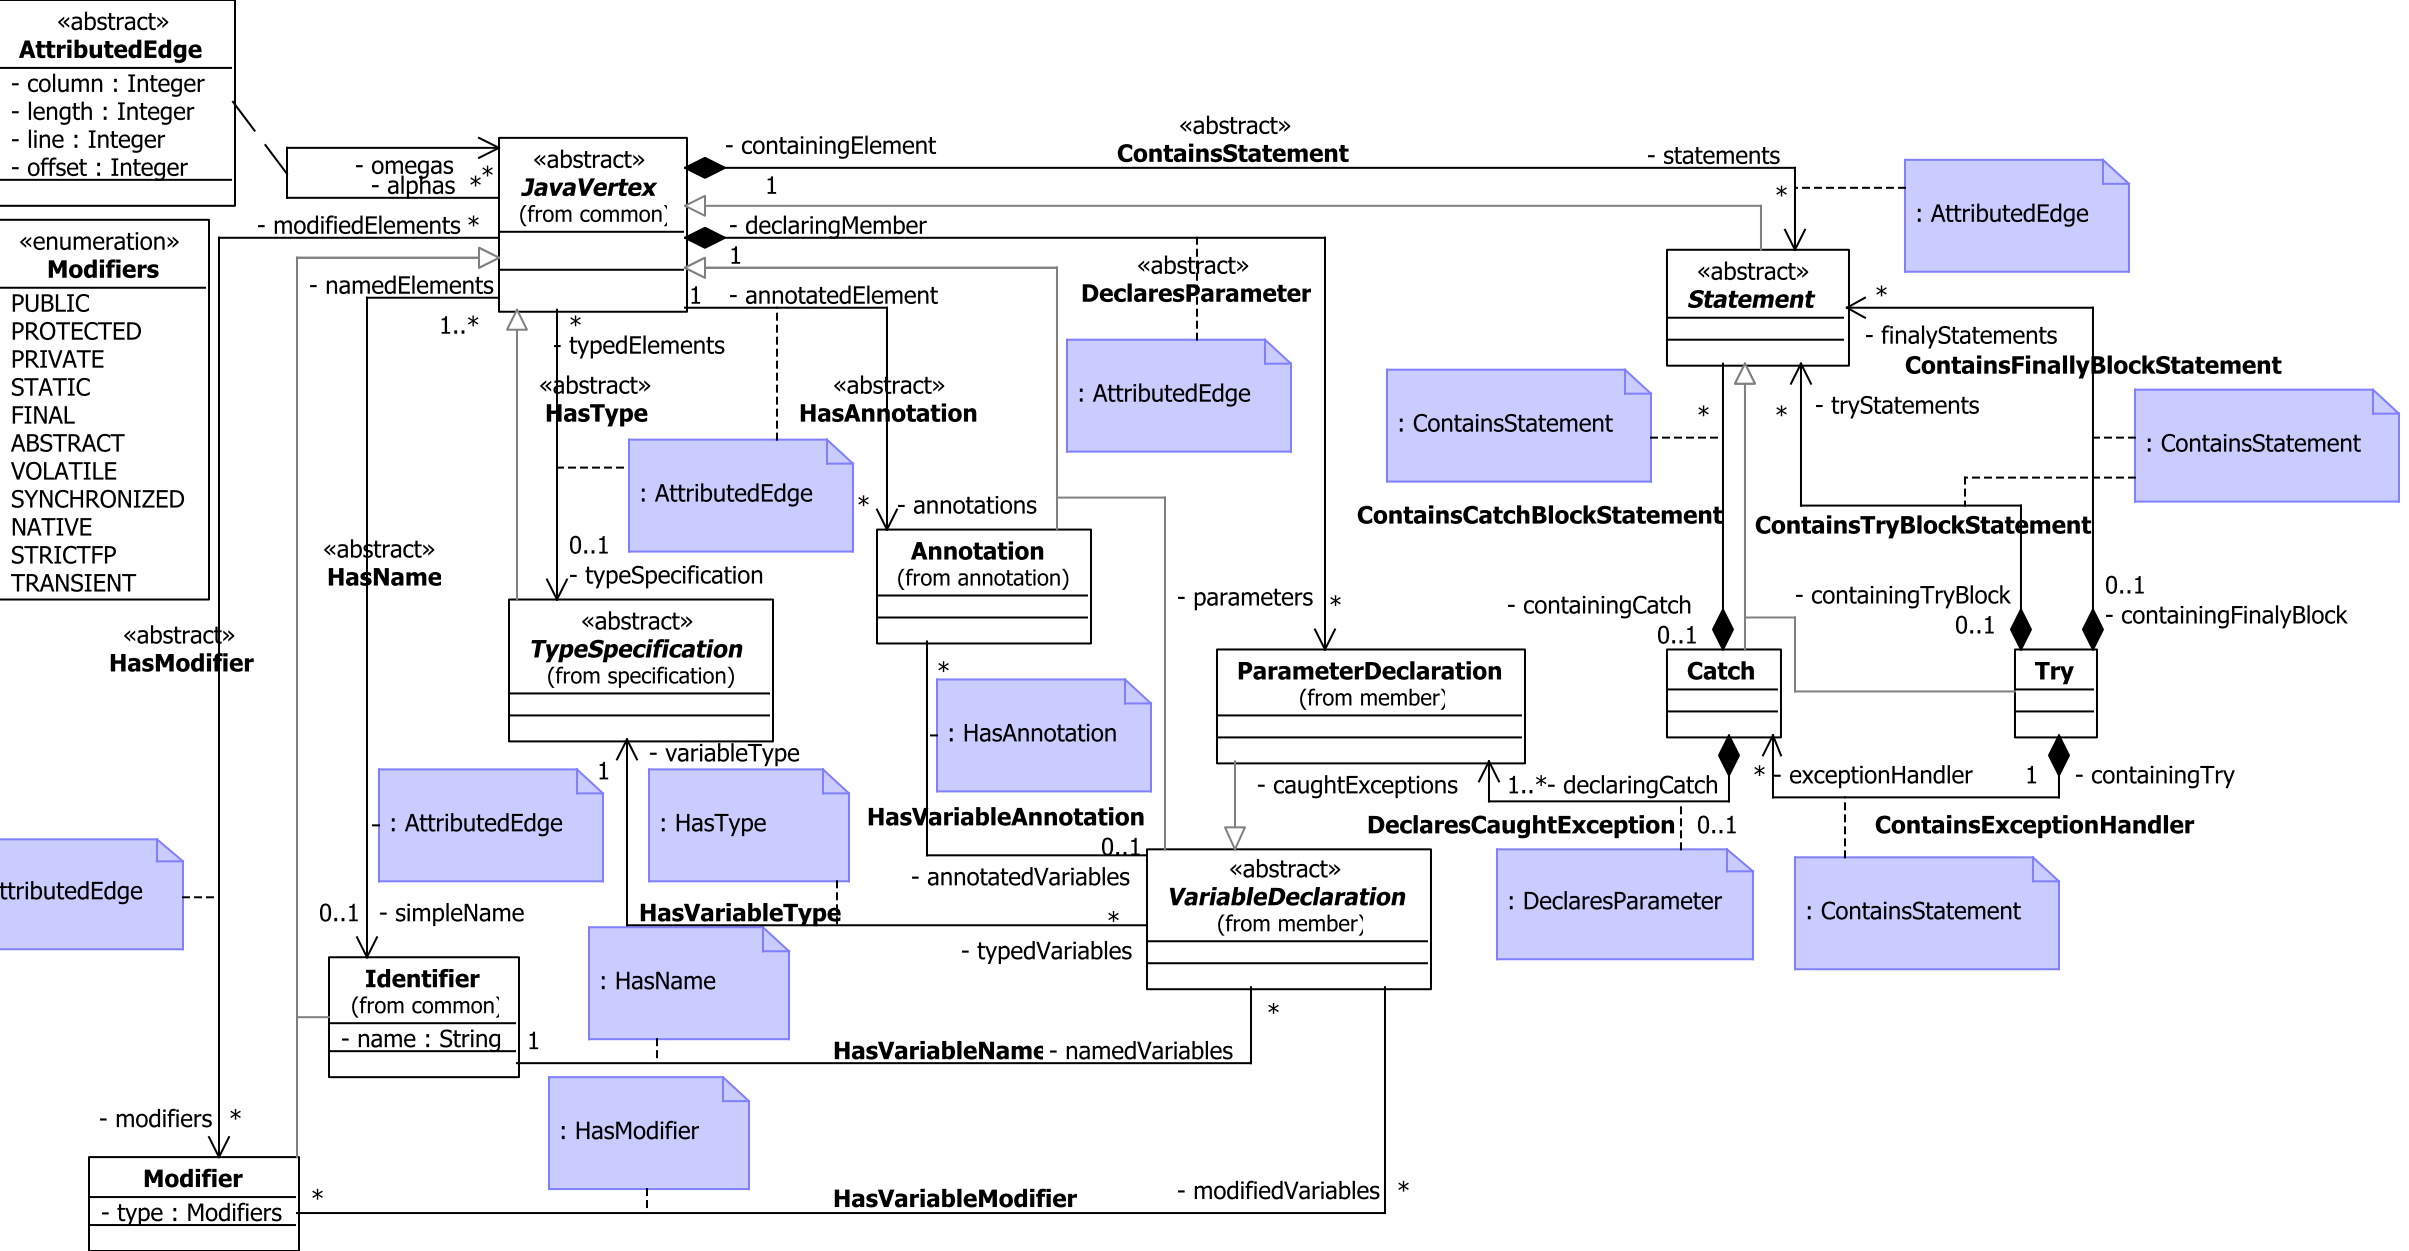 «abstract»
AttributedEdge
- column : Integer
- length : Integer
- line : Integer
- offset : Integer
«enumeration»
Modifiers
PUBLIC
PROTECTED
PRIVATE
STATIC
FINAL
ABSTRACT
VOLATILE
SYNCHRONIZED
NATIVE
STRICTFP
TRANSIENT
- omegas
*
- alphas *
- modifiedElements *
«abstract»
JavaVertex
(from common)
- namedElements
1..*
- containingElement
1
«abstract»
ContainsStatement
- statements
*
: AttributedEdge
- declaringMember
1
«abstract»
DeclaresParameter
: AttributedEdge
1
- annotatedElement
*
- typedElements
«abstract»
HasType
«abstract»
HasAnnotation
: AttributedEdge
0..1
- typeSpecification
* - annotations
«abstract»
Statement
*
- finalyStatements
ContainsFinallyBlockStatement
: ContainsStatement
*
* - tryStatements
: ContainsStatement
ContainsCatchBlockStatement
ContainsTryBlockStatement
«abstract»
HasName
«abstract»
HasModifier
«abstract»
TypeSpecification
(from specification)
Annotation
(from annotation)
- parameters *
- containingCatch
0..1
- containingTryBlock
0..1
0..1
- containingFinalyBlock
ParameterDeclaration
(from member)
Catch
Try
*
: HasAnnotation
- variableType
1
: AttributedEdge
: HasType
HasVariableAnnotation
0..1
- annotatedVariables
- caughtExceptions 1..*
- declaringCatch
0..1
DeclaresCaughtException
* - exceptionHandler
1 - containingTry
ContainsExceptionHandler
: DeclaresParameter
: ContainsStatement
ttributedEdge
«abstract»
VariableDeclaration
(from member)
0..1 - simpleName
HasVariableType
*
- typedVariables
: HasName
Identifier
(from common)
- name : String
1
HasVariableName
- namedVariables
*
- modifiers *
: HasModifier
Modifier
- type : Modifiers
*
HasVariableModifier
- modifiedVariables *